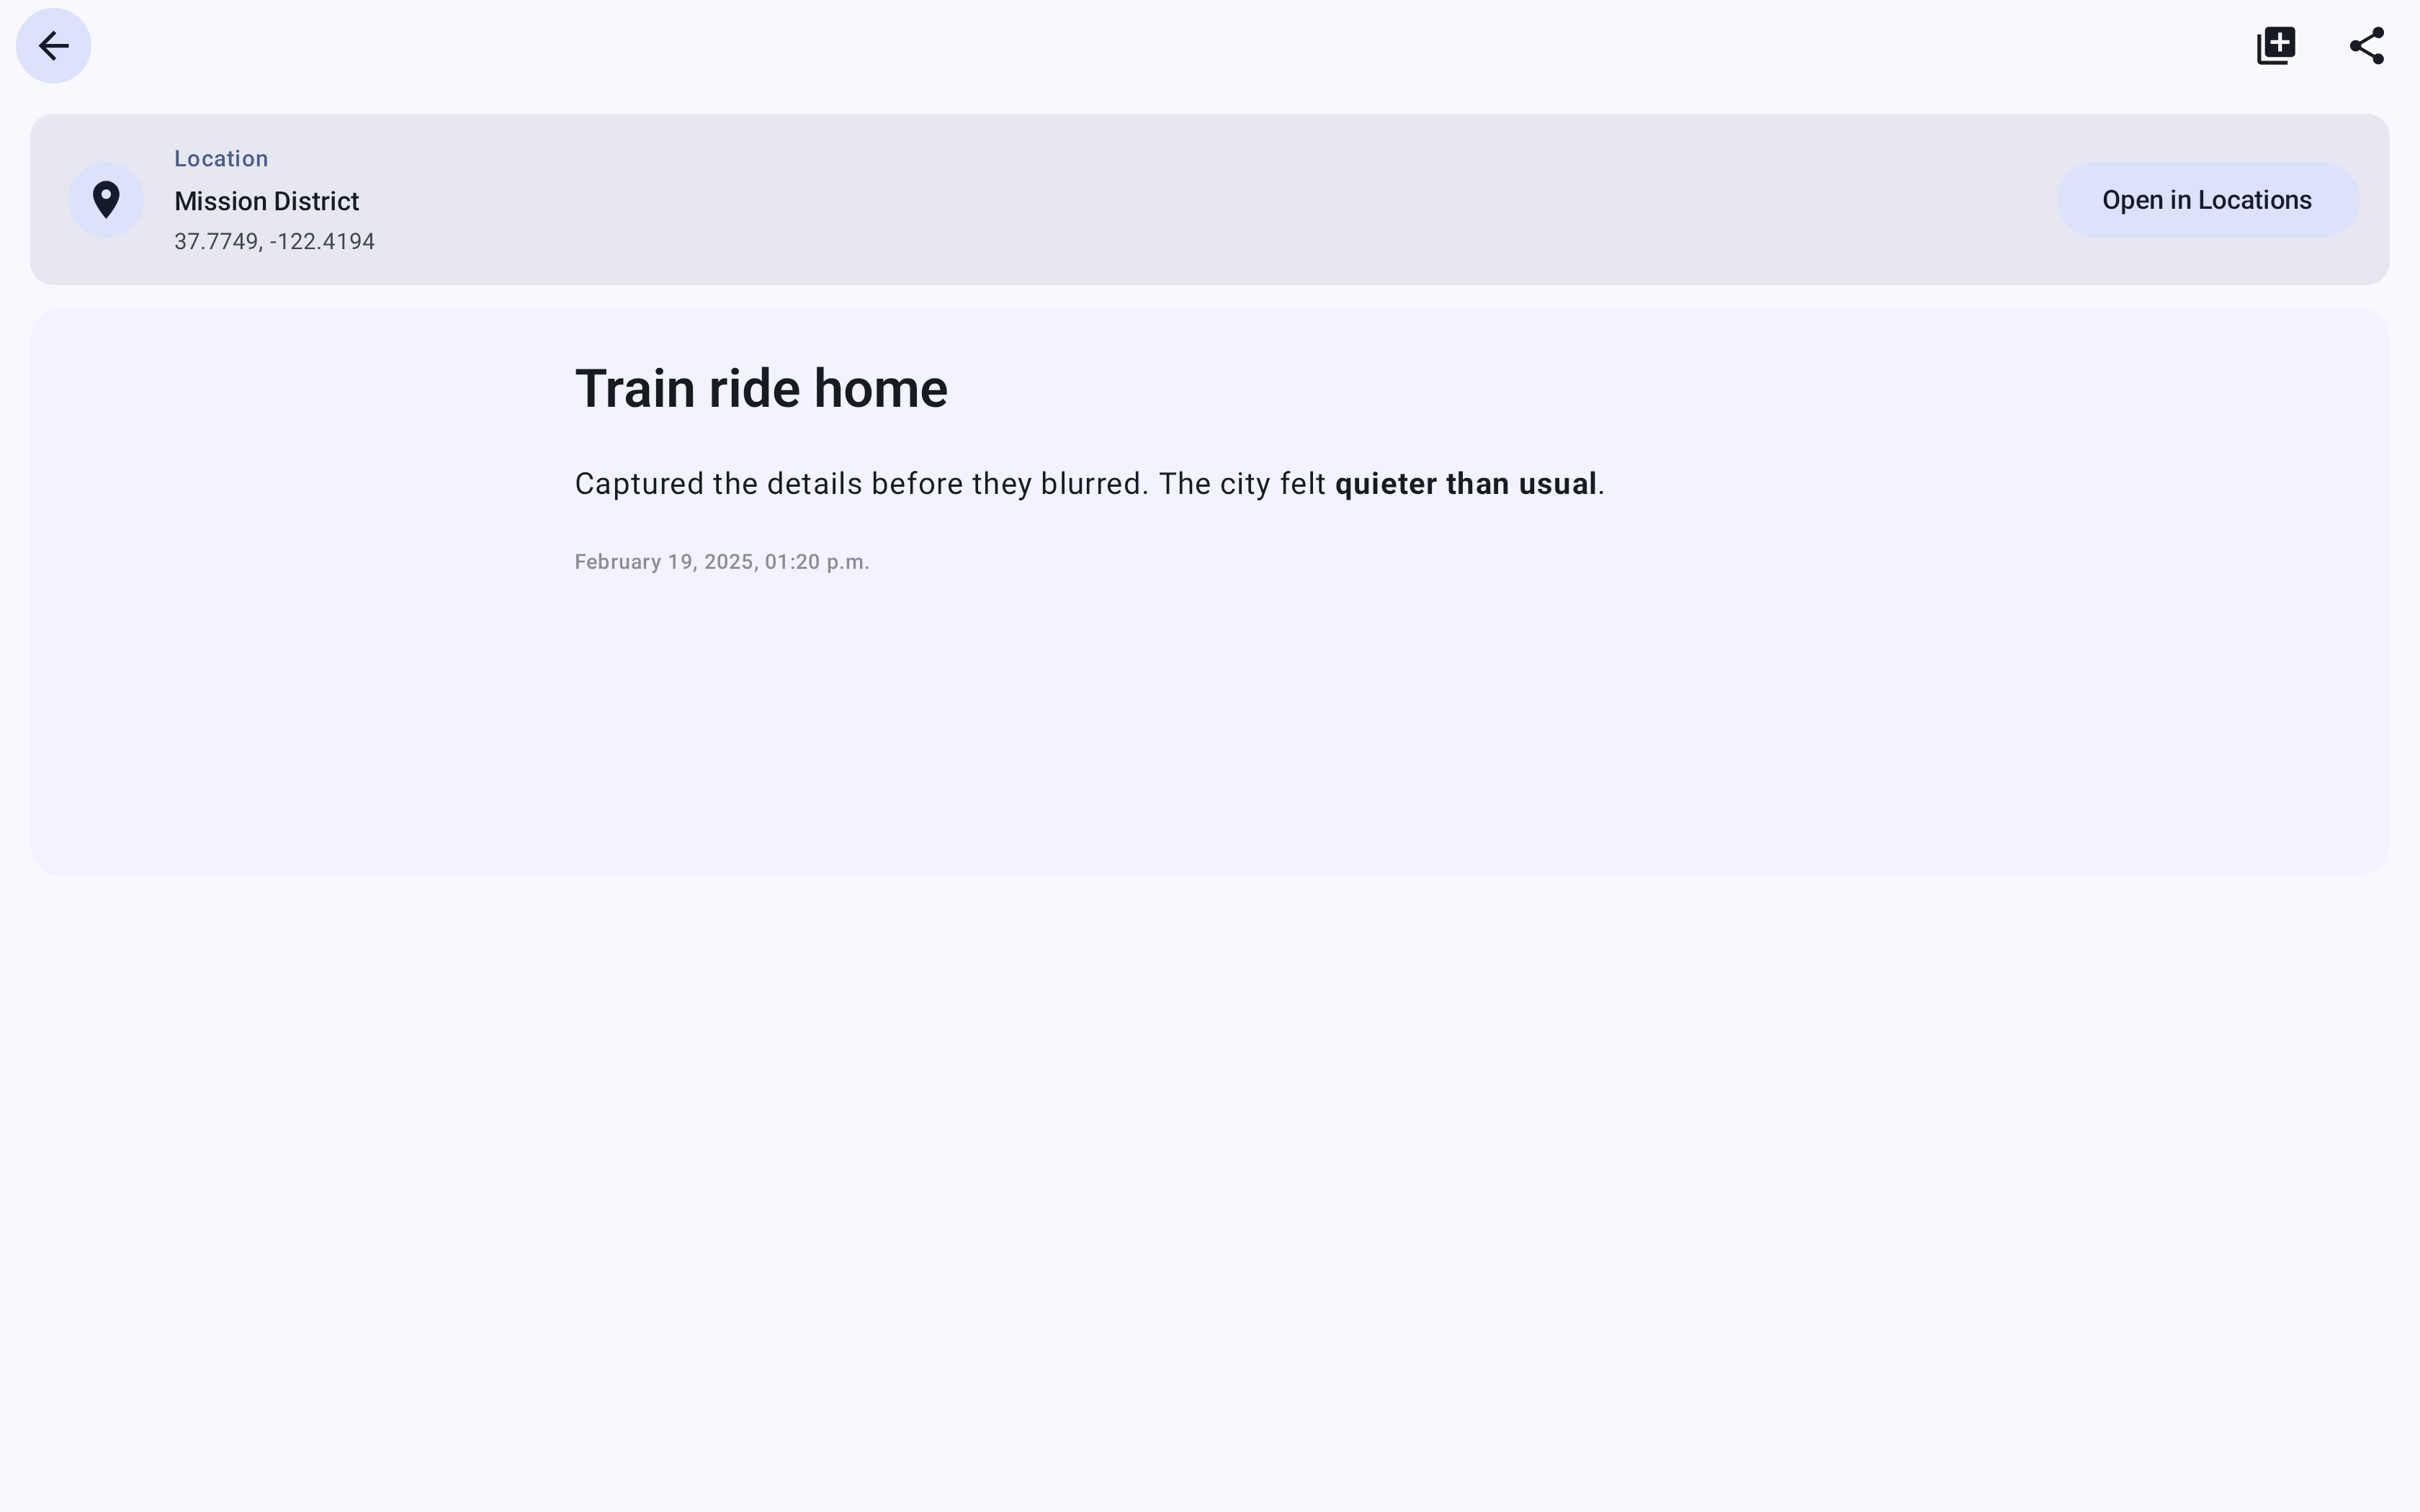 Location
Mission District
37.7749, -122.4194
Open in Locations
Train ride home
Captured the details before they blurred. The city felt quieter than usual.
February 19, 2025, 01:20 p.m.